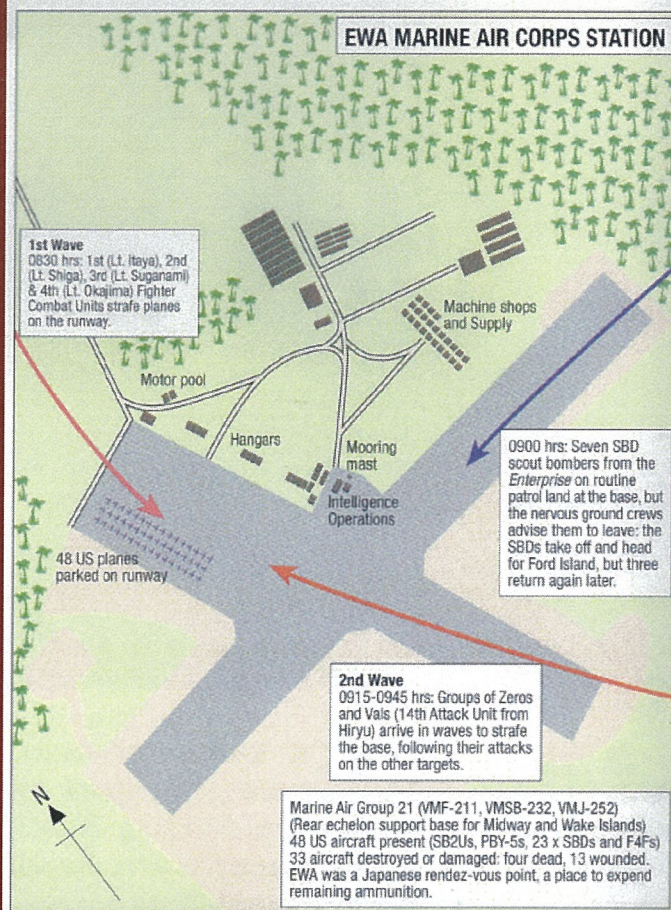 EWA MARINE AIR CORPS STATION
1st Wave
0830 hrs: 1st (Lt. Itaya), 2nd
(Lt. Shiga), 3rd (Lt. Suganami)
& 4th (Lt. Okajima) Fighter
Combat Units strafe planes
on the runway.
Machine shops
and Supply
Motor pool
Hangars
Mooring
mast
Intelligence
Operations
0900 hrs: Seven SBD
scout bombers from the
Enterprise on routine
patrol land at the base, but
the nervous ground crews
advise them to leave: the
SBDs take off and head
for Ford Island, but three
return again later.
48 US planes
parked on runway
2nd Wave
0915-0945 hrs: Groups of Zeros
and Vals (14th Attack Unit from
Hiryu) arrive in waves to strafe
the base, following their attacks
on the other targets.
N
Marine Air Group 21 (VMF-211, VMSB-232, VMJ-252)
(Rear echelon support base for Midway and Wake Islands)
48 US aircraft present (SB2Us, PBY-5s, 23 x SBDs and F4Fs)
33 aircraft destroyed or damaged: four dead, 13 wounded.
EWA was a Japanese rendez-vous point, a place to expend
remaining ammunition.